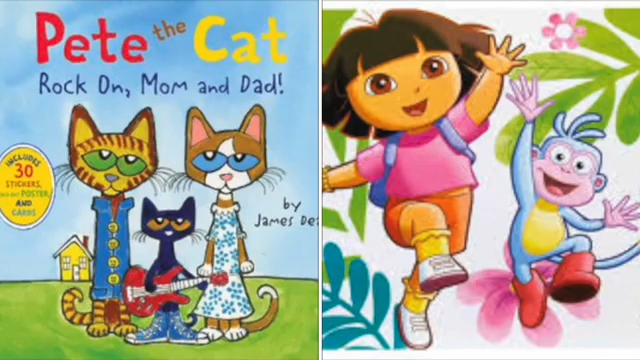 Pete the Cat
Rock On, Mom and Dad!
INCLUDES
30
STICKERS,
POSTER
AND
CARDS
by
James